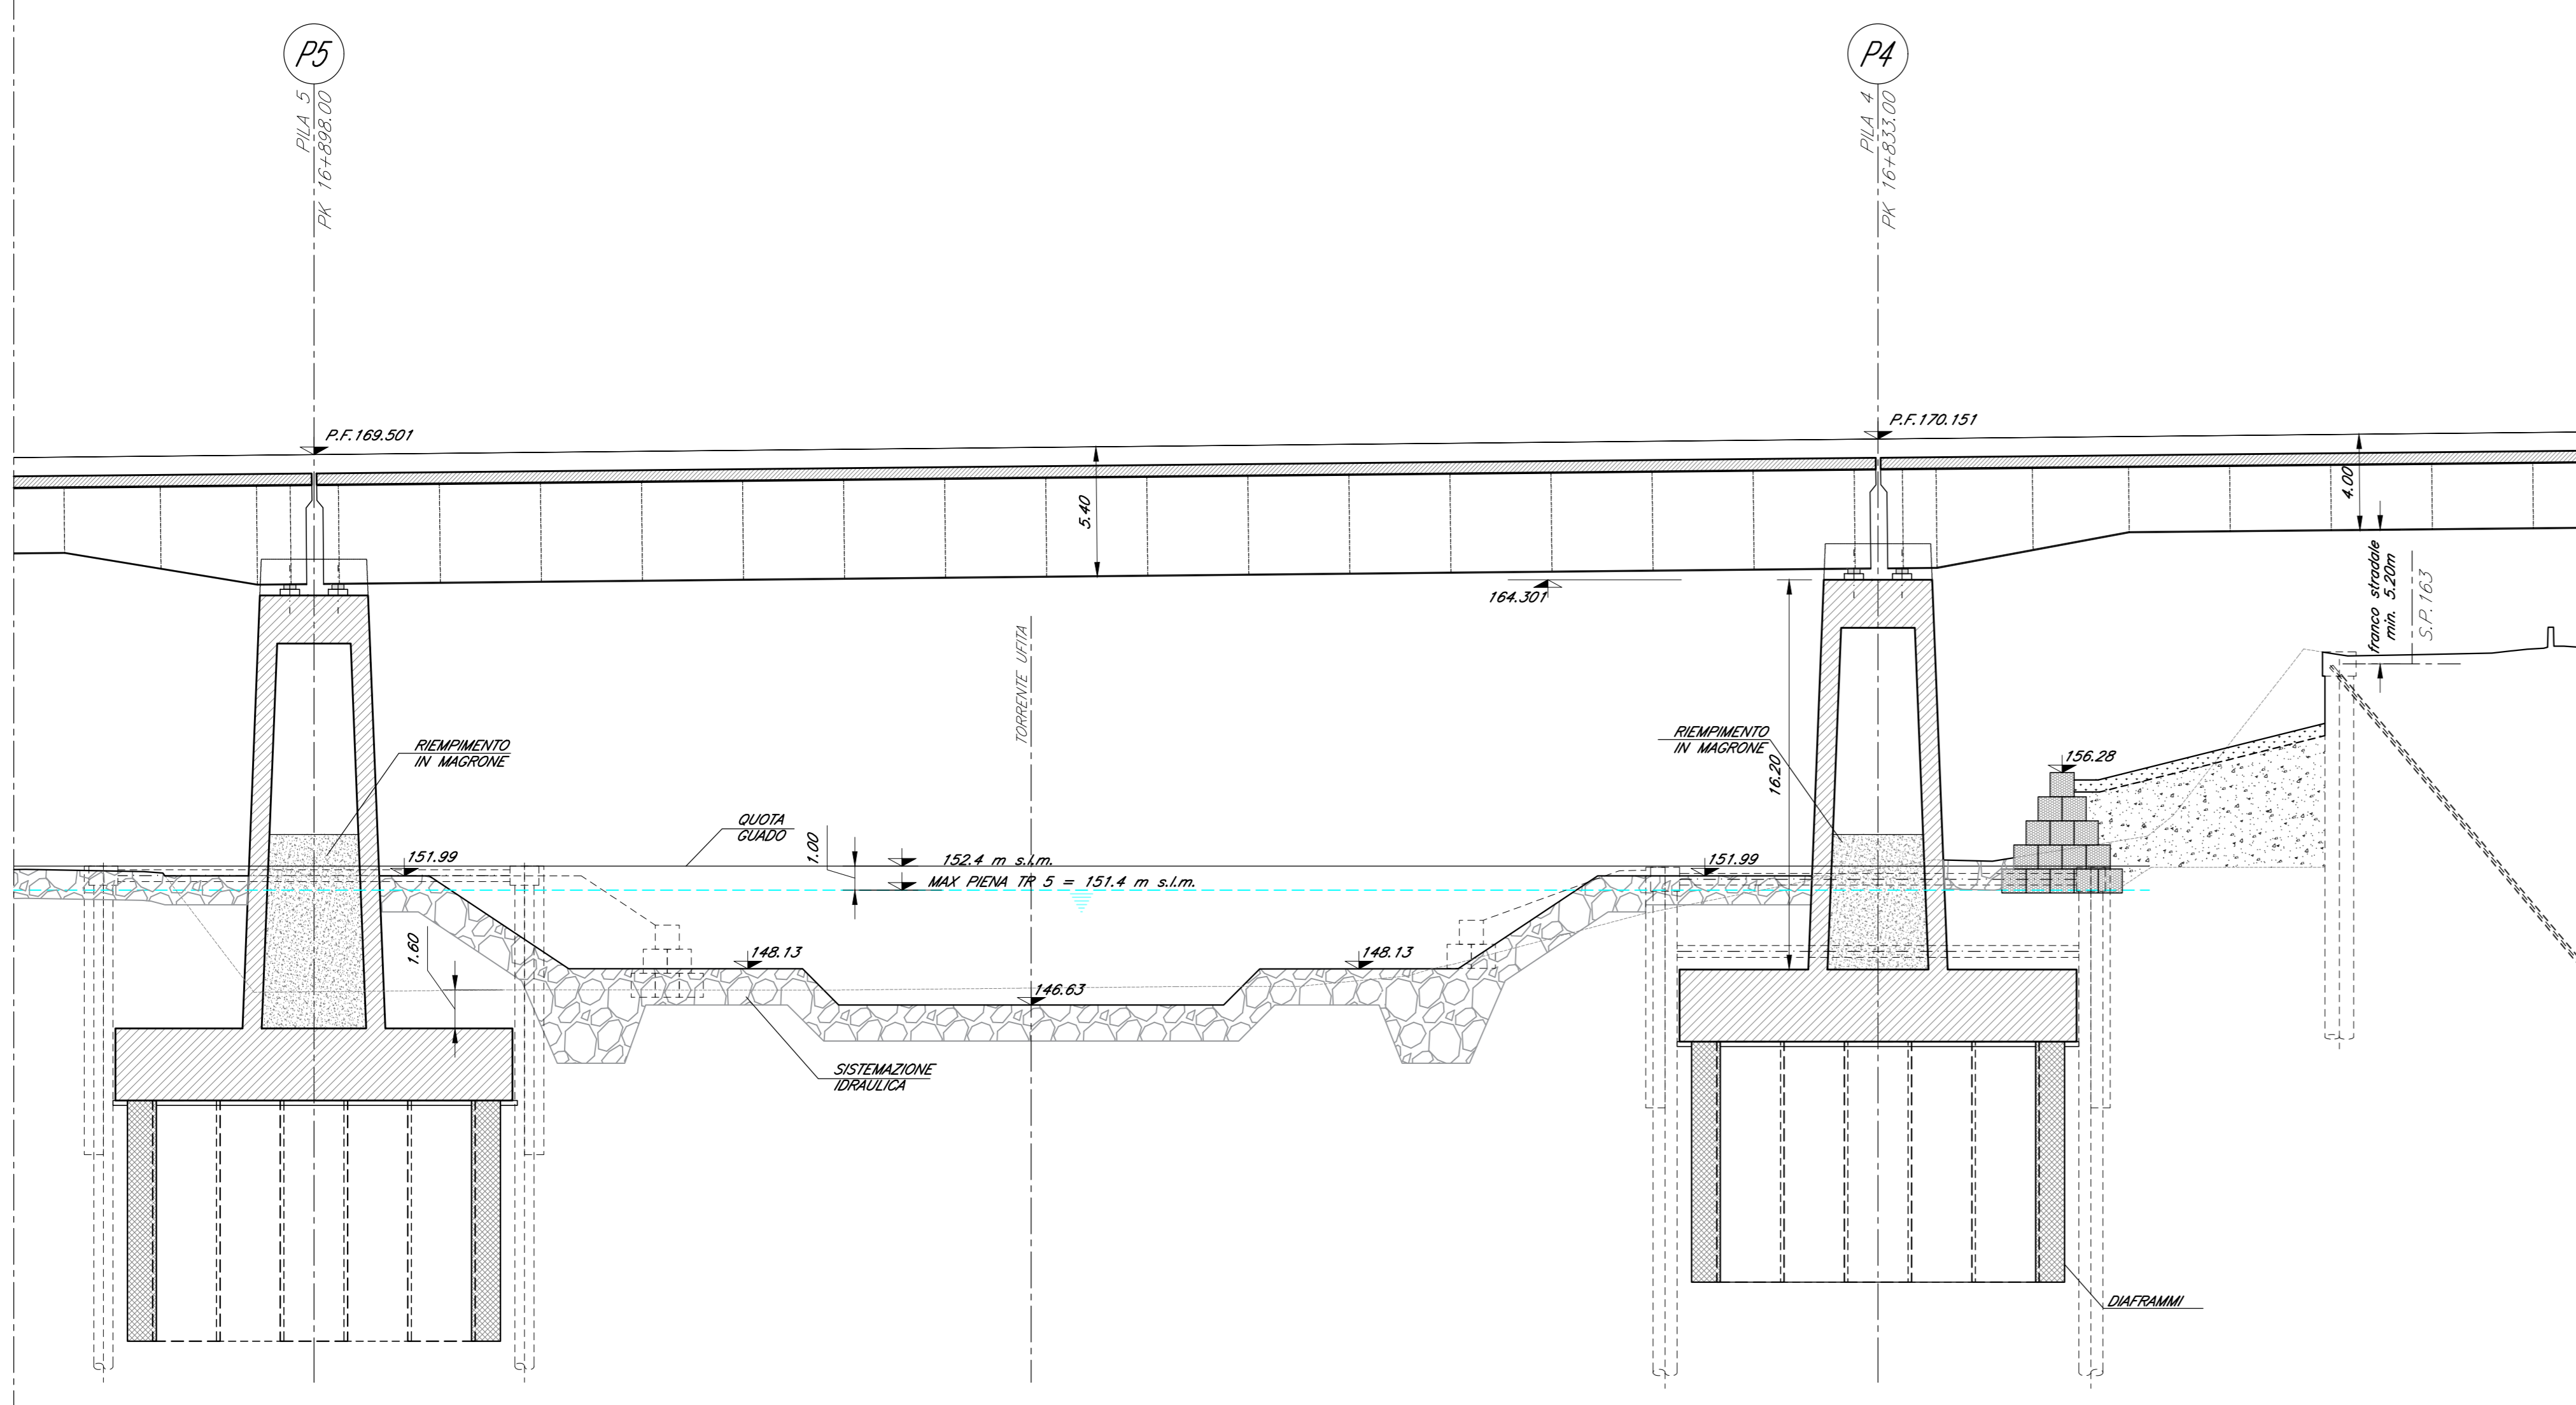 P5
PILA 5
PK 16+898.00
P4
PILA 4
PK 16+833.00
P.F.169.501
P.F.170.151
5.40
4.00
164.301
franco stradale
min. 5.20m
S.P.163
TORRENTE UFITA
RIEMPIMENTO
IN MAGRONE
RIEMPIMENTO
IN MAGRONE
16.20
156.28
QUOTA
GUADO
1.00
151.99
152.4 m s.l.m.
MAX PIENA TR 5 = 151.4 m s.l.m.
151.99
1.60
148.13
148.13
146.63
SISTEMAZIONE
IDRAULICA
DIAFRAMMI